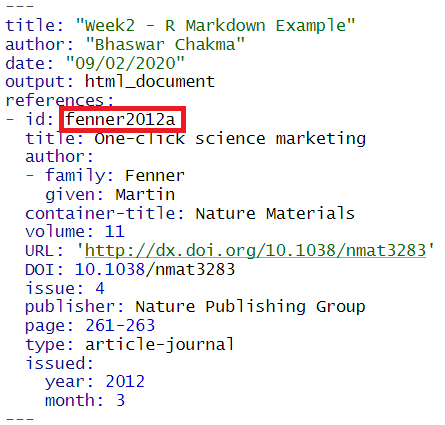 ---
title: "Week2 - R Markdown Example"
author: "Bhaswar Chakma"
date: "09/02/2020"
output: html_document
references:
- id: fenner2012a
  title: One-click science marketing
  author:
  - family: Fenner
    given: Martin
  container-title: Nature Materials
  volume: 11
  URL: 'http://dx.doi.org/10.1038/nmat3283'
  DOI: 10.1038/nmat3283
  issue: 4
  publisher: Nature Publishing Group
  page: 261-263
  type: article-journal
  issued:
    year: 2012
    month: 3
---